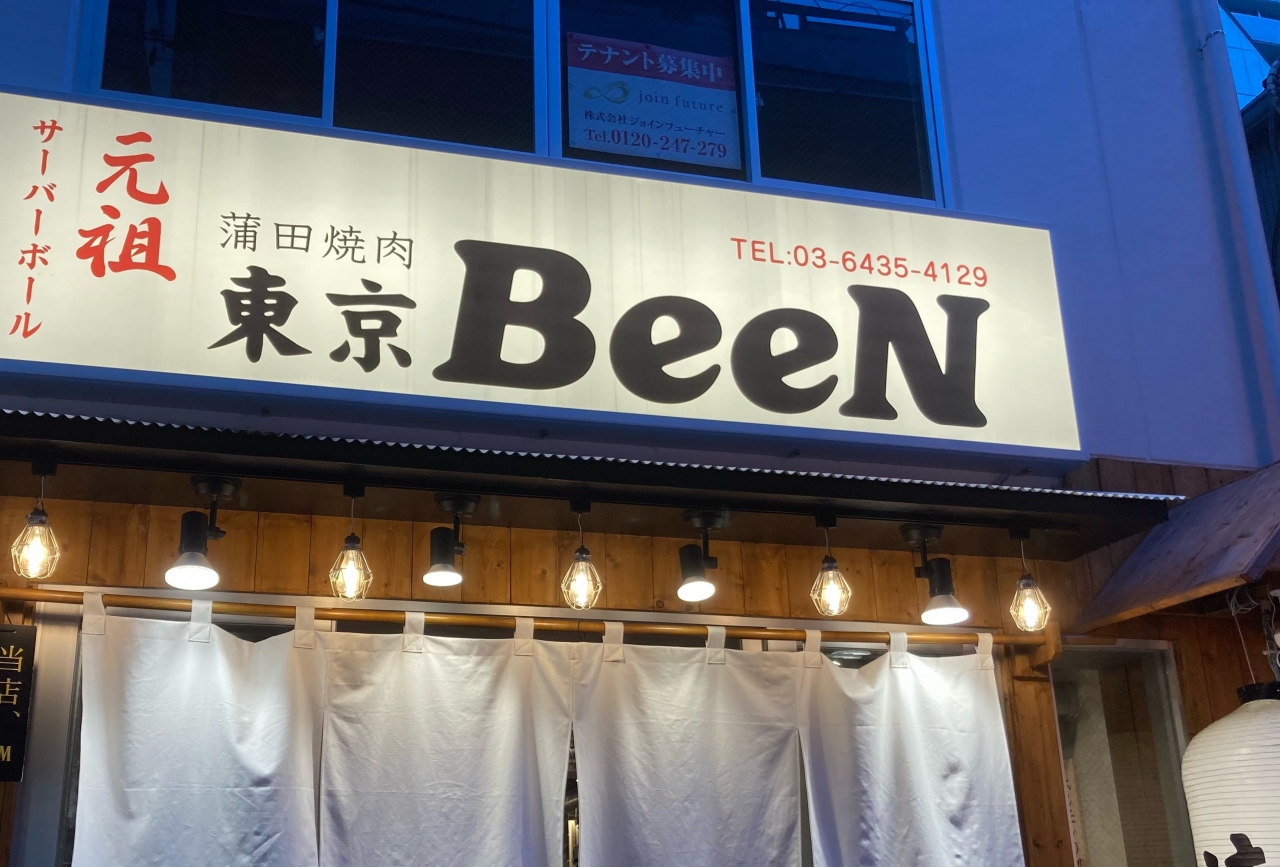 テナント募集中
join future
株式会社ジョインフューチャー
Tel.0120-247-279
元祖
サーバーボール
蒲田焼肉
東京
BeeN
TEL:03-6435-4129
当店、
M